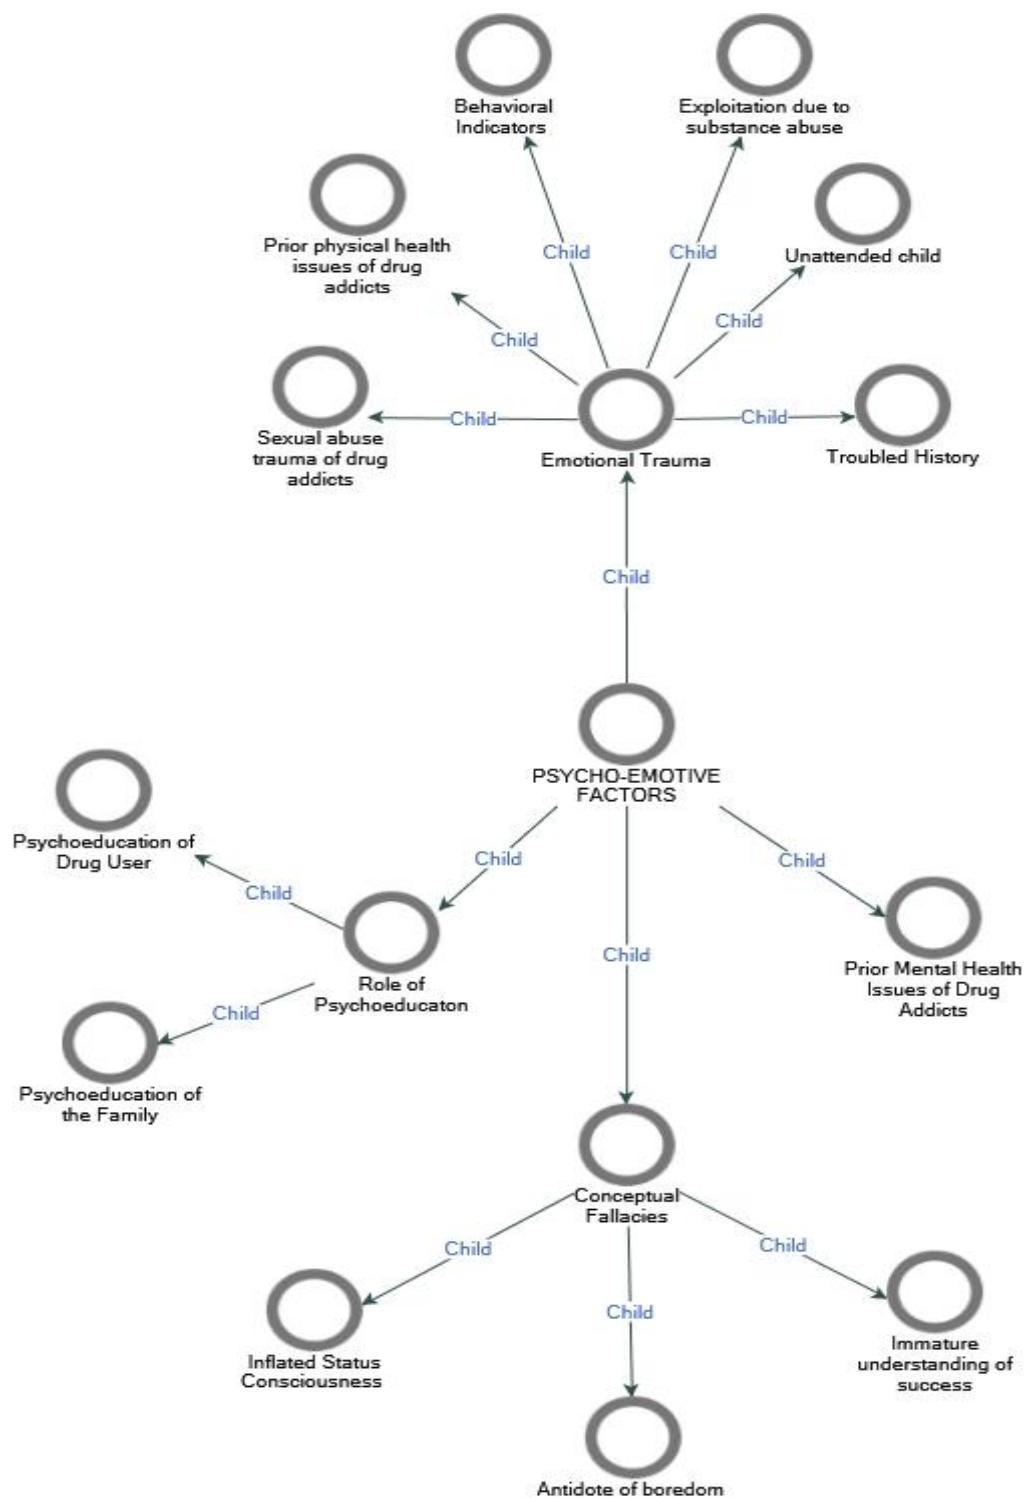 Behavioral
Indicators
Exploitation due to
substance abuse
Prior physical health
issues of drug
addicts
Unattended child
Child
Child
Child
Child
Sexual abuse
trauma of drug
addicts
Child
Emotional Trauma
Child
Troubled History
Child
PSYCHO-EMOTIVE
FACTORS
Psychoeducation of
Drug User
Child
Child
Child
Role of
Psychoeducaton
Child
Psychoeducation of
the Family
Child
Prior Mental Health
Issues of Drug
Addicts
Conceptual
Fallacies
Child
Child
Child
Inflated Status
Consciousness
Immature
understanding of
success
Antidote of boredom